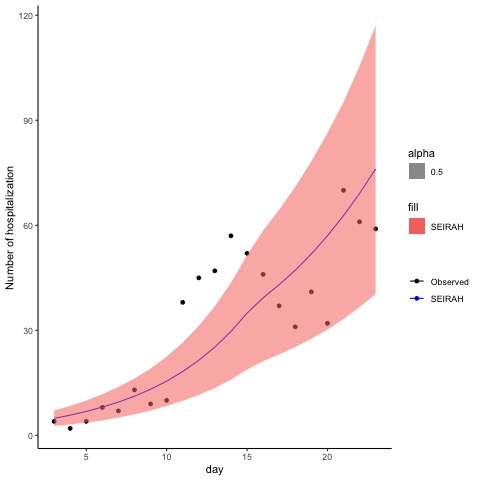 120
90
60
30
0
Number of hospitalization
5
10
15
20
day
alpha
0.5
fill
SEIRAH
Observed
SEIRAH